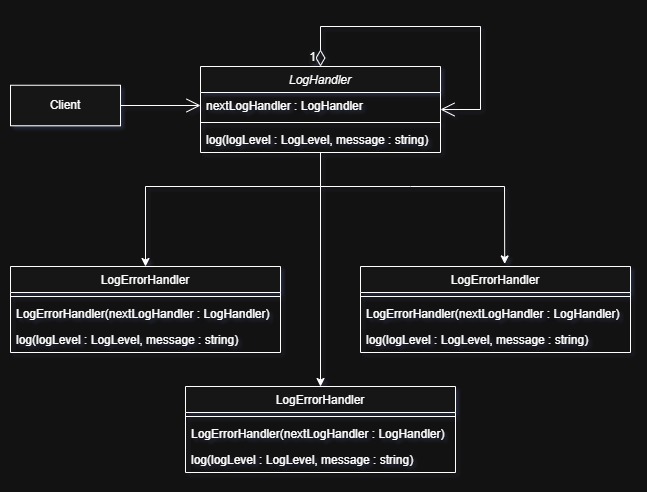 1
LogHandler
Client
nextLogHandler : LogHandler
log(logLevel : LogLevel, message : string)
LogErrorHandler
LogErrorHandler(nextLogHandler : LogHandler)
log(logLevel : LogLevel, message : string)
LogErrorHandler
LogErrorHandler(nextLogHandler : LogHandler)
log(logLevel : LogLevel, message : string)
LogErrorHandler
LogErrorHandler(nextLogHandler : LogHandler)
log(logLevel : LogLevel, message : string)